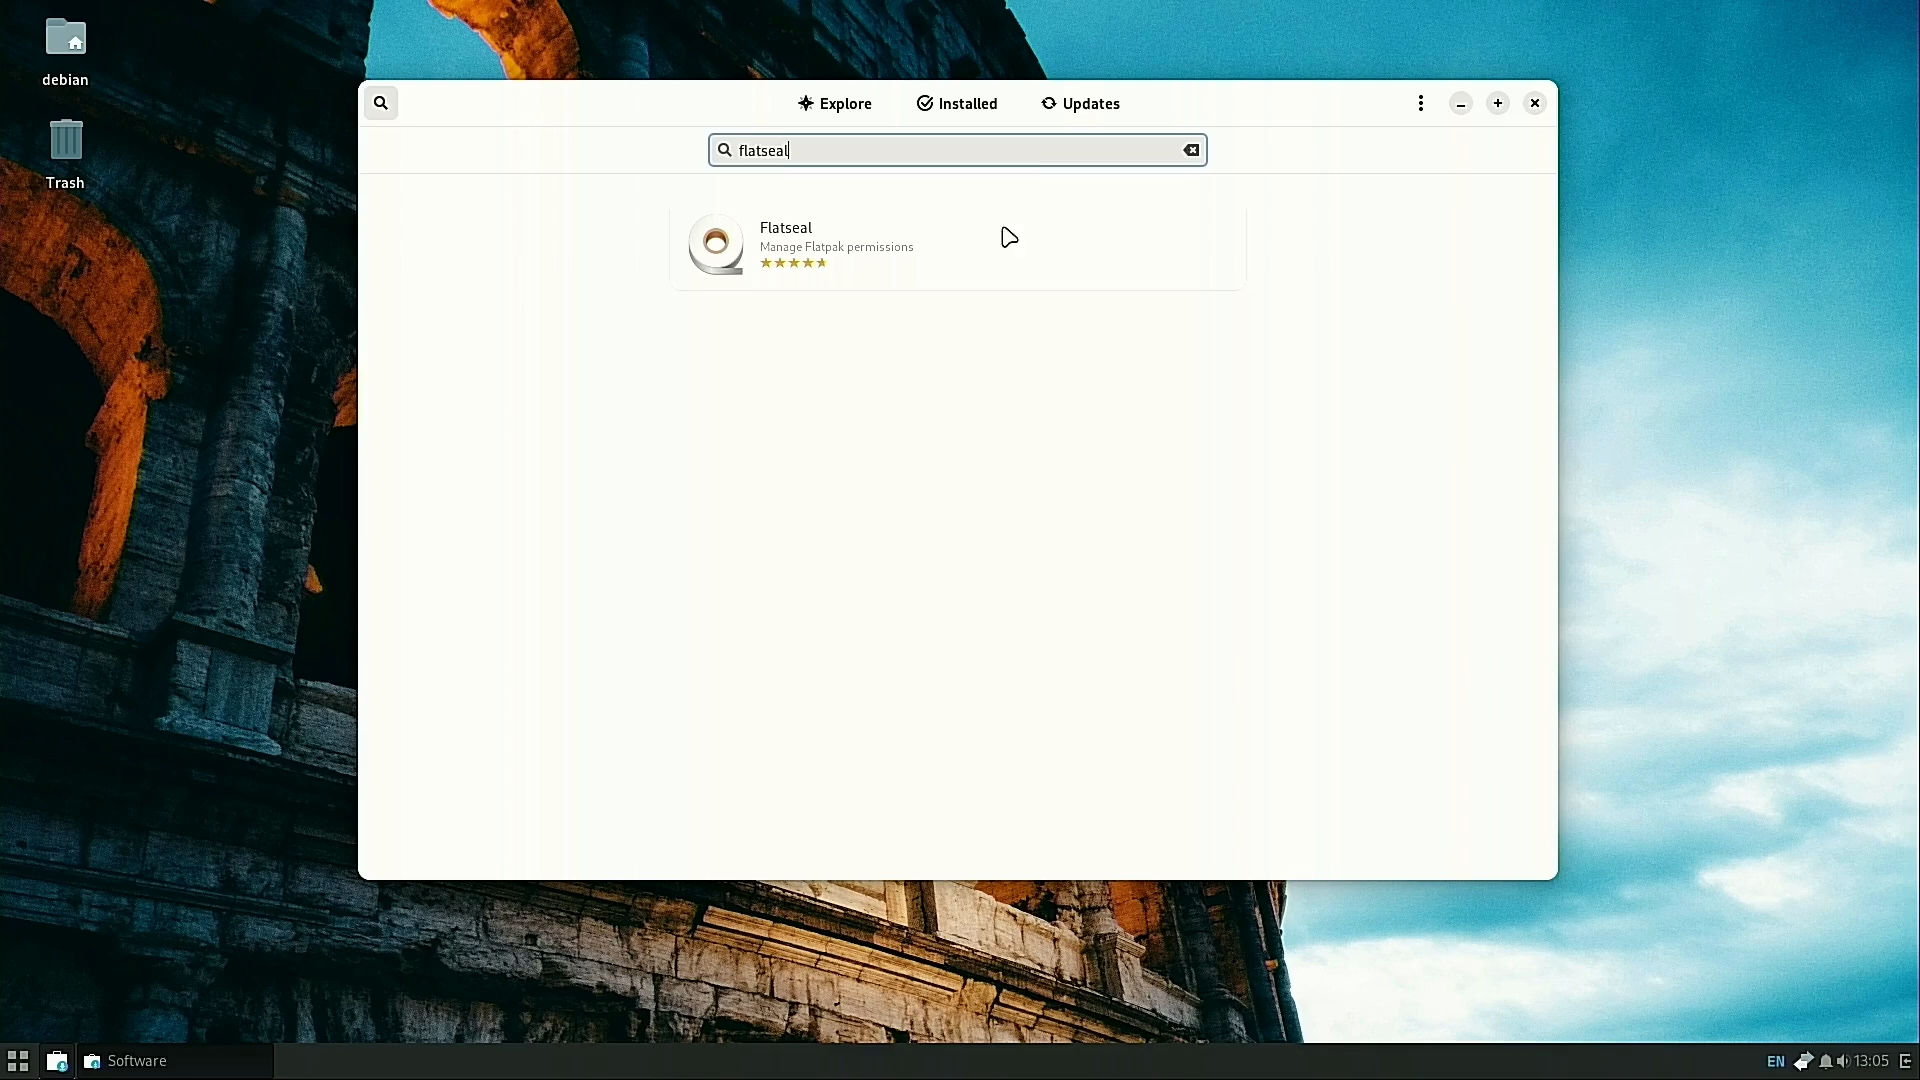 debian
Trash
Explore
Installed
Updates
flatseal
Flatseal
Manage Flatpak permissions
Software
EN
13:05